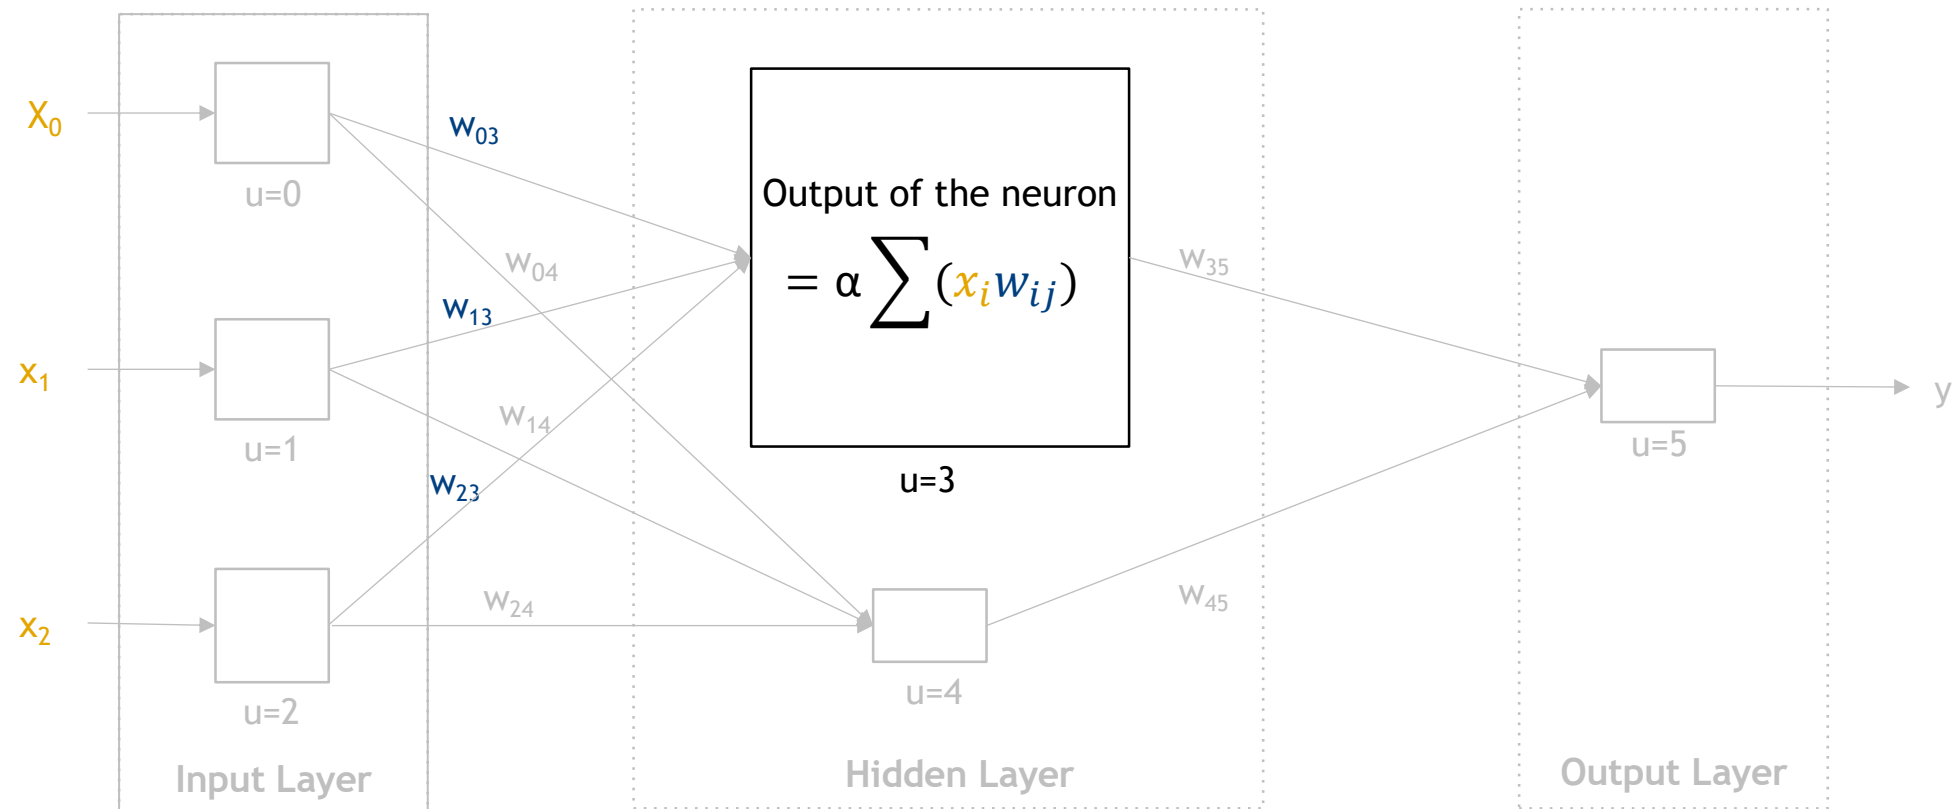 X₀
u=0
x₁
u=1
x₂
u=2
Input Layer
w₀₃
w₀₄
w₁₃
w₁₄
w₂₃
w₂₄
Output of the neuron
= α ∑(xᵢwᵢⱼ)
u=3
u=4
Hidden Layer
w₃₅
w₄₅
u=5
y
Output Layer